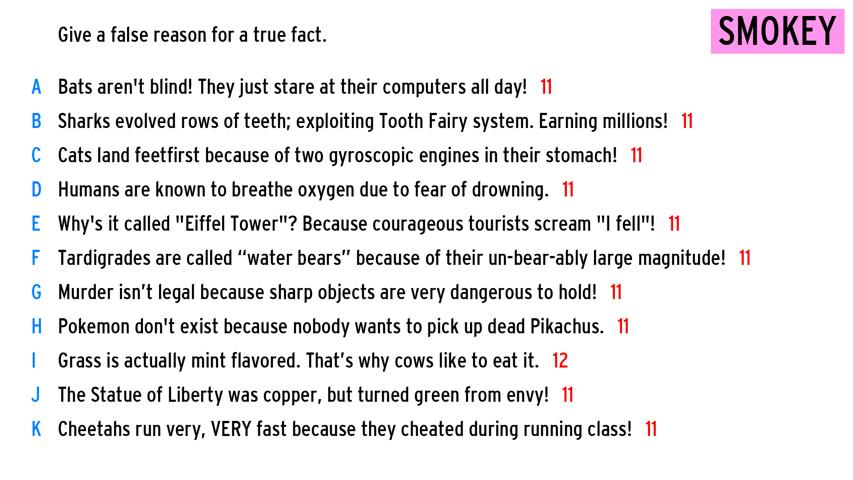 Give a false reason for a true fact.
SMOKEY
A Bats aren't blind! They just stare at their computers all day! 11
B Sharks evolved rows of teeth; exploiting Tooth Fairy system. Earning millions! 11
C Cats land feetfirst because of two gyroscopic engines in their stomach! 11
D Humans are known to breathe oxygen due to fear of drowning. 11
E Why's it called "Eiffel Tower"? Because courageous tourists scream "I fell"! 11
F Tardigrades are called “water bears” because of their un-bear-ably large magnitude! 11
G Murder isn’t legal because sharp objects are very dangerous to hold! 11
H Pokemon don't exist because nobody wants to pick up dead Pikachus. 11
I Grass is actually mint flavored. That’s why cows like to eat it. 12
J The Statue of Liberty was copper, but turned green from envy! 11
K Cheetahs run very, VERY fast because they cheated during running class! 11